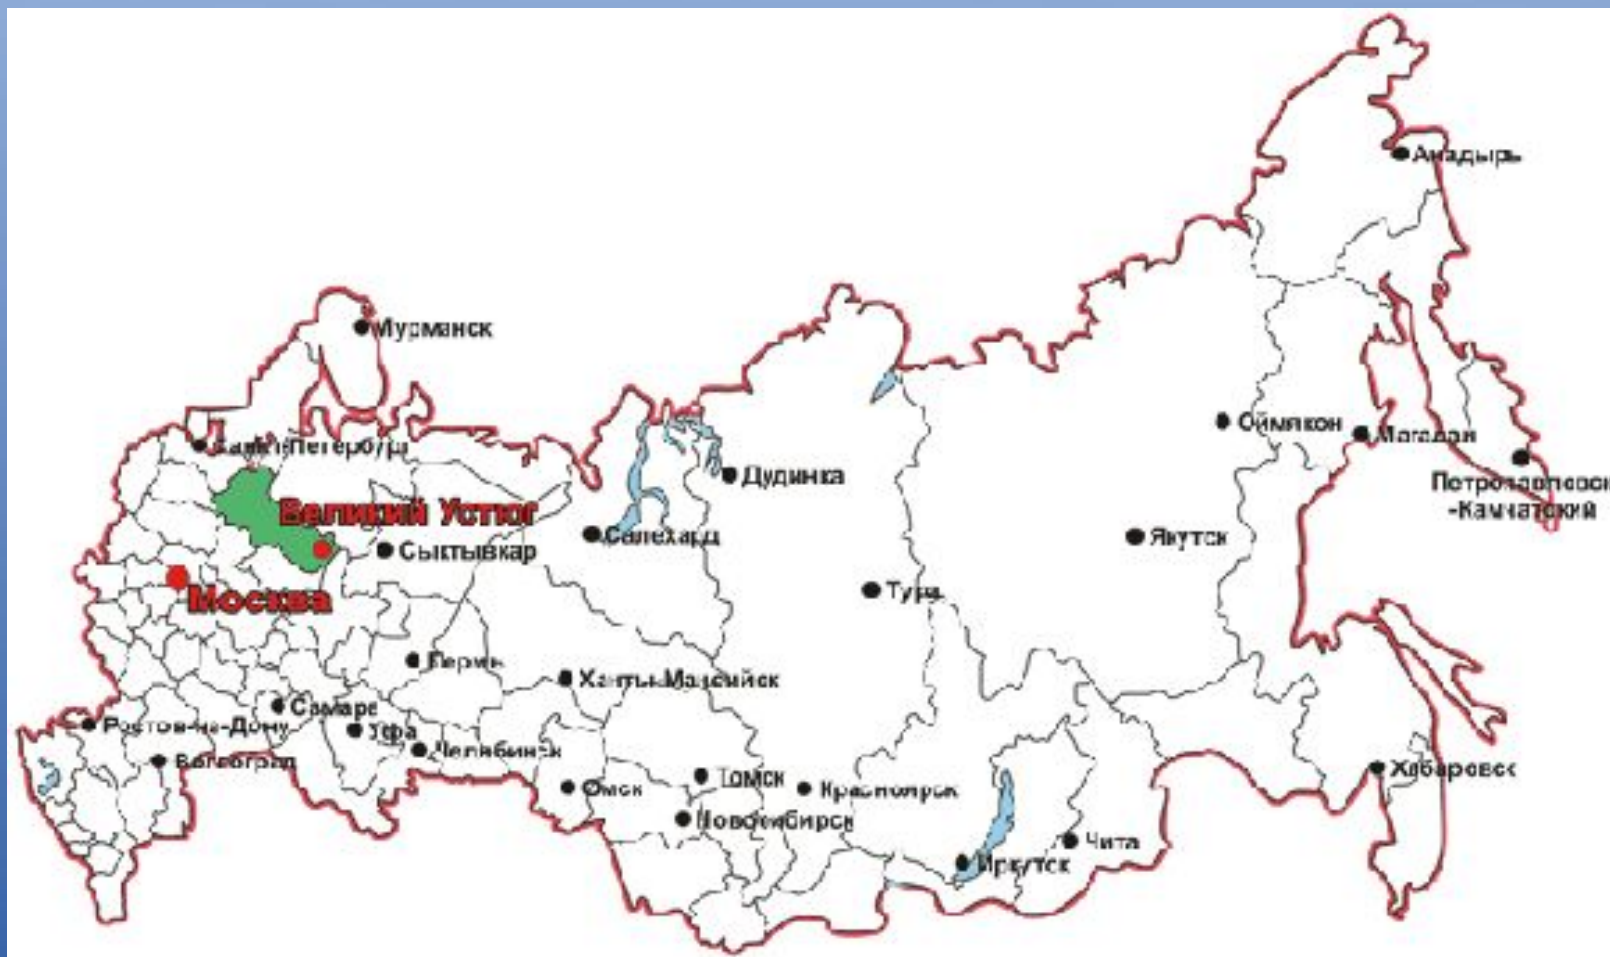 Анадырь
Мурманск
Оймякон
Магадан
Санкт-Петербург
Дудинка
Петропавловск
-Камчатский
Великий Устюг
Салехард
Якутск
Сыктывкар
Москва
Тура
Пермь
Ханты-Мансийск
Самара
Ростов-на-Дону
Уфа
Челябинск
Волгоград
Хабаровск
Томск
Омск
Красноярск
Новосибирск
Чита
Иркутск